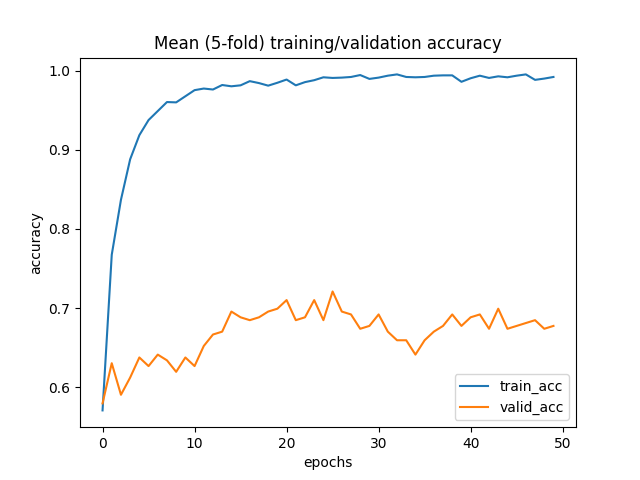 Mean (5-fold) training/validation accuracy
1.0
0.9
0.8
0.7
0.6
accuracy
0
10
20
30
40
50
epochs
train_acc
valid_acc